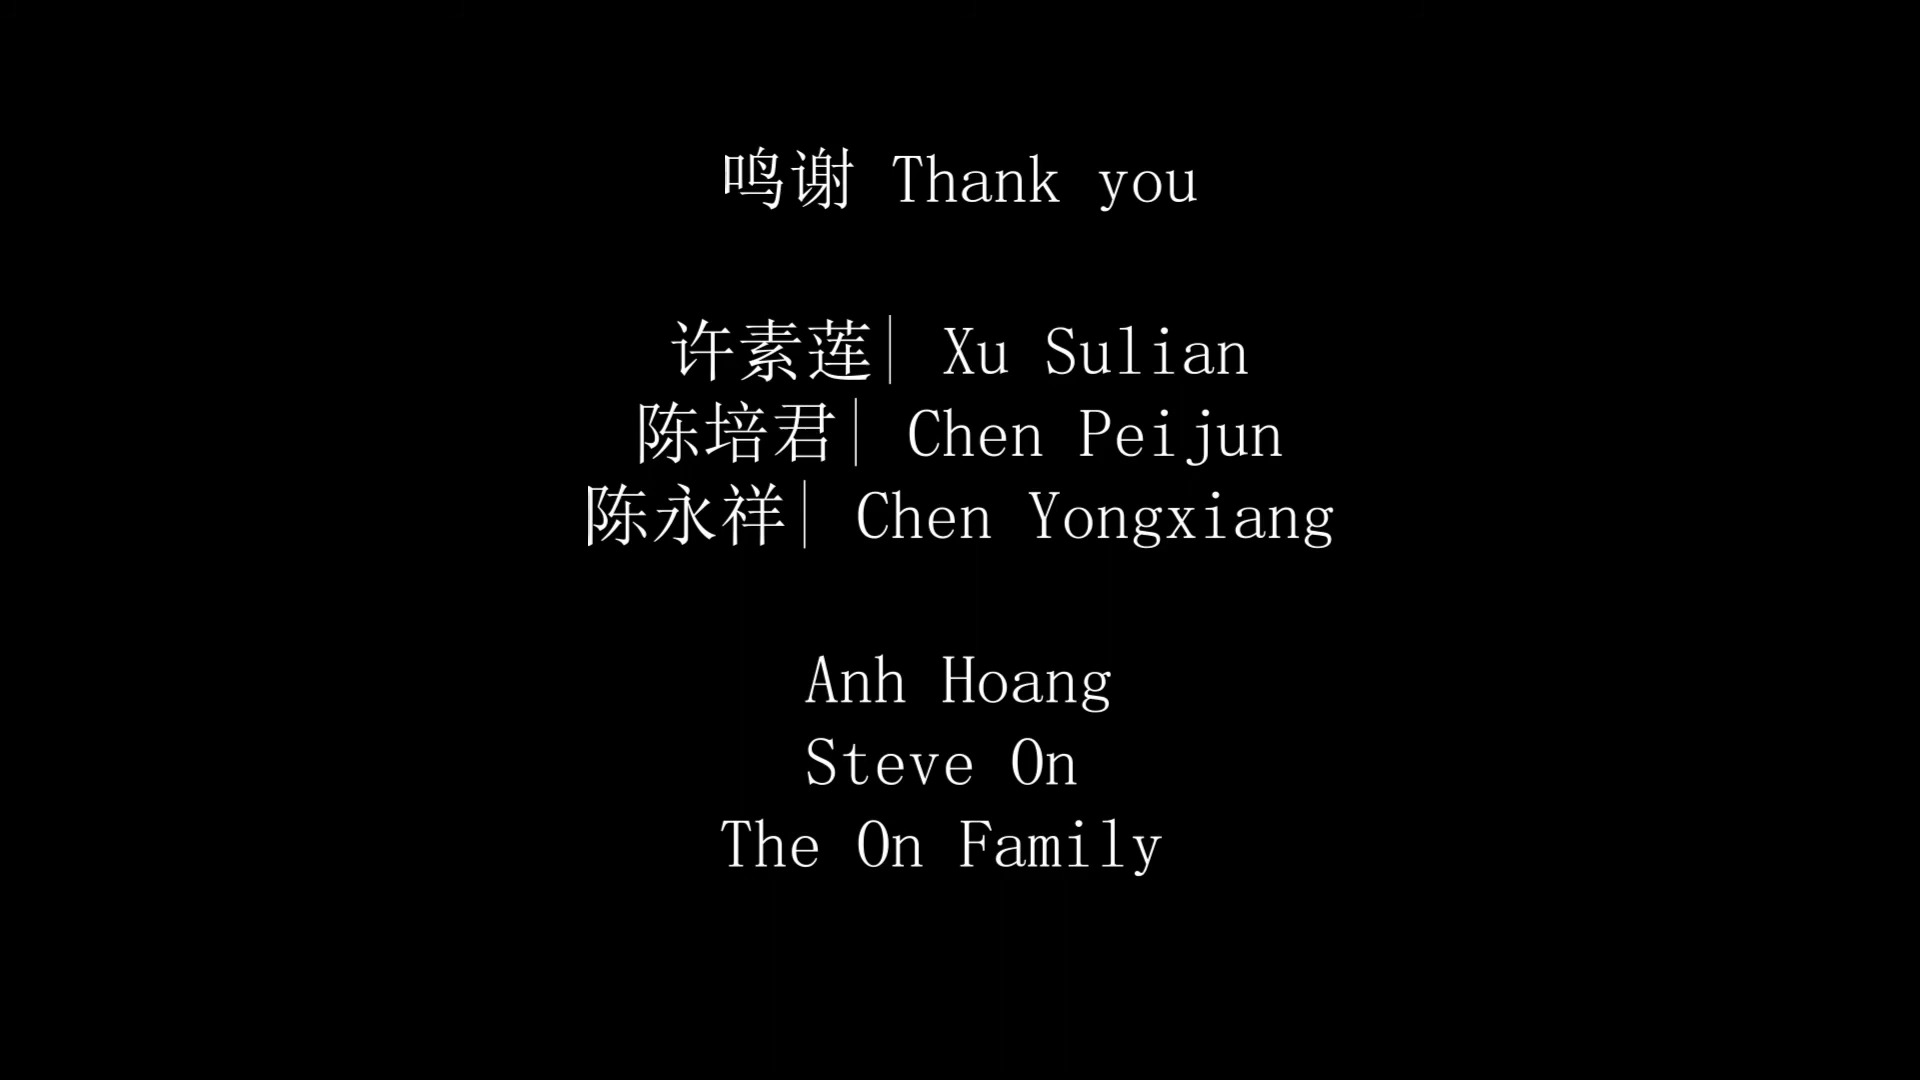 鸣谢 Thank you
许素莲| Xu Sulian
陈培君| Chen Peijun
陈永祥| Chen Yongxiang
Anh Hoang
Steve On
The On Family